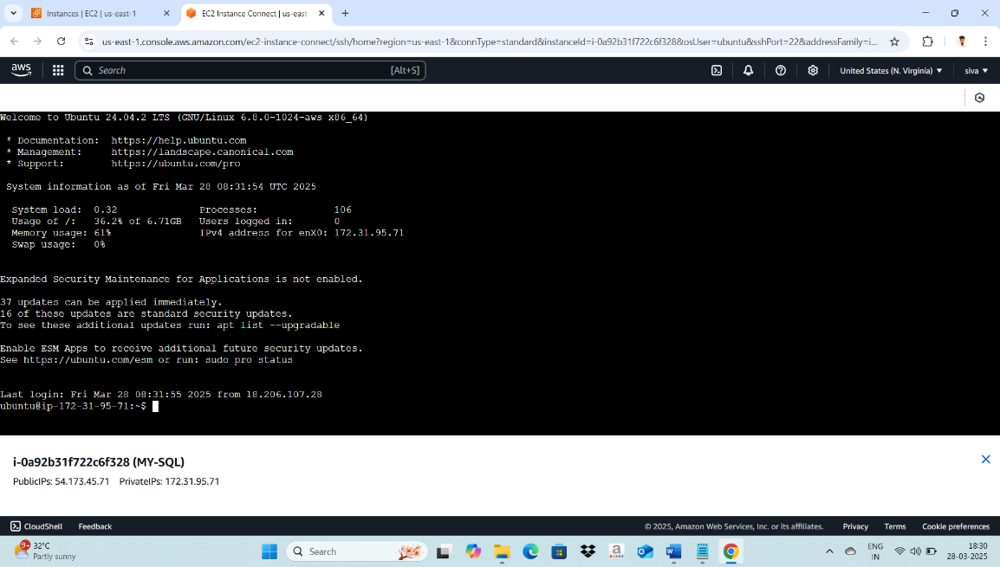 Instances | EC2 | us-east-1
EC2 Instance Connect | us-east-
us-east-1.console.aws.amazon.com/ec2-instance-connect/ssh/home?region=us-east-1&connType=standard&instanceId=i-0a92b31f722c6f328&osUser=ubuntu&sshPort=22&addressFamily=i...
aws Search [Alt+S] United States (N. Virginia) siva
Welcome to Ubuntu 24.04.2 LTS (GNU/Linux 6.8.0-1024-aws x86_64)
* Documentation: https://help.ubuntu.com
* Management: https://landscape.canonical.com
* Support: https://ubuntu.com/pro
System information as of Fri Mar 28 08:31:54 UTC 2025
System load: 0.32 Processes: 106
Usage of /: 36.2% of 6.71GB Users logged in: 0
Memory usage: 61% IPv4 address for enX0: 172.31.95.71
Swap usage: 0%
Expanded Security Maintenance for Applications is not enabled.
37 updates can be applied immediately.
16 of these updates are standard security updates.
To see these additional updates run: apt list --upgradable
Enable ESM Apps to receive additional future security updates.
See https://ubuntu.com/esm or run: sudo pro status
Last login: Fri Mar 28 08:31:55 2025 from 18.206.107.28
ubuntu@ip-172-31-95-71:~$
i-0a92b31f722c6f328 (MY-SQL)
PublicIPs: 54.173.45.71 PrivateIPs: 172.31.95.71
CloudShell Feedback © 2025, Amazon Web Services, Inc. or its affiliates. Privacy Terms Cookie preferences
9+ 32°C
Partly sunny
Search
ENG
IN
18:30
28-03-2025